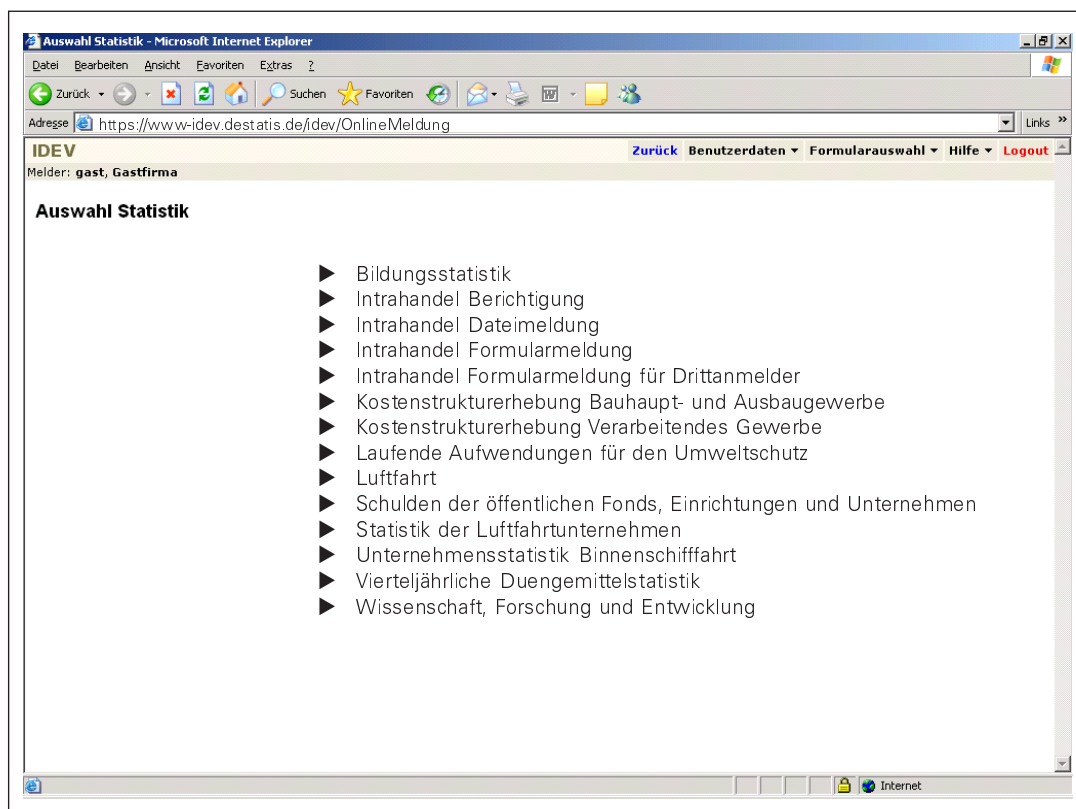 Auswahl Statistik - Microsoft Internet Explorer
Datei Bearbeiten Ansicht Favoriten Extras ?
Zurück Suchen Favoriten
Adresse https://www-idev.destatis.de/idev/OnlineMeldung Links »
IDEV Zurück Benutzerdaten Formularauswahl Hilfe Logout
Melder: gast, Gastfirma
Auswahl Statistik
Bildungsstatistik
Intrahandel Berichtigung
Intrahandel Dateimeldung
Intrahandel Formularmeldung
Intrahandel Formularmeldung für Drittanmelder
Kostenstrukturerhebung Bauhaupt- und Ausbaugewerbe
Kostenstrukturerhebung Verarbeitendes Gewerbe
Laufende Aufwendungen für den Umweltschutz
Luftfahrt
Schulden der öffentlichen Fonds, Einrichtungen und Unternehmen
Statistik der Luftfahrtunternehmen
Unternehmensstatistik Binnenschifffahrt
Vierteljährliche Duengemittelstatistik
Wissenschaft, Forschung und Entwicklung
Internet